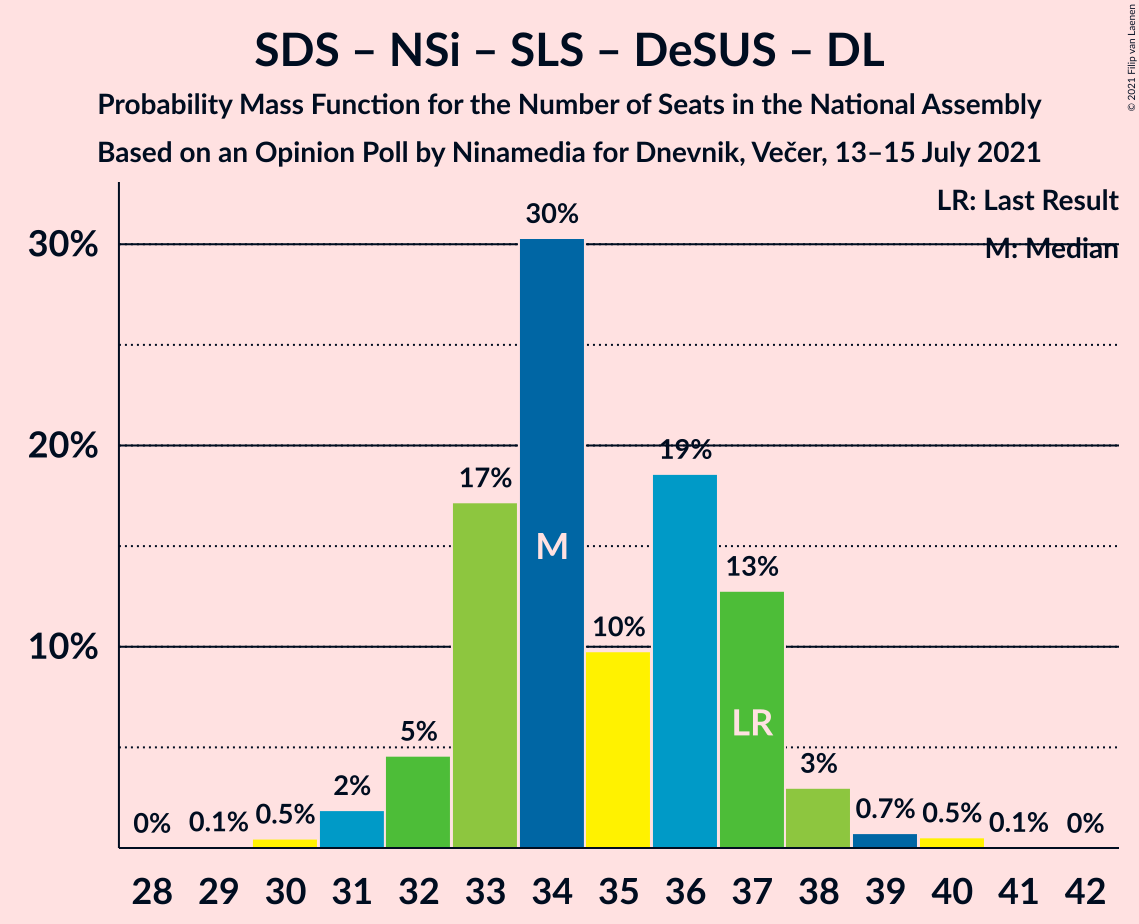 SDS – NSi – SLS – DeSUS – DL
Probability Mass Function for the Number of Seats in the National Assembly
Based on an Opinion Poll by Ninamedia for Dnevnik, Večer, 13–15 July 2021
© 2021 Filip van Laenen
LR: Last Result
M: Median
30%
20%
10%
0%
0.1%
0.5%
2%
5%
17%
30%
10%
19%
13%
3%
0.7%
0.5%
0.1%
0%
M
LR
28 29 30 31 32 33 34 35 36 37 38 39 40 41 42